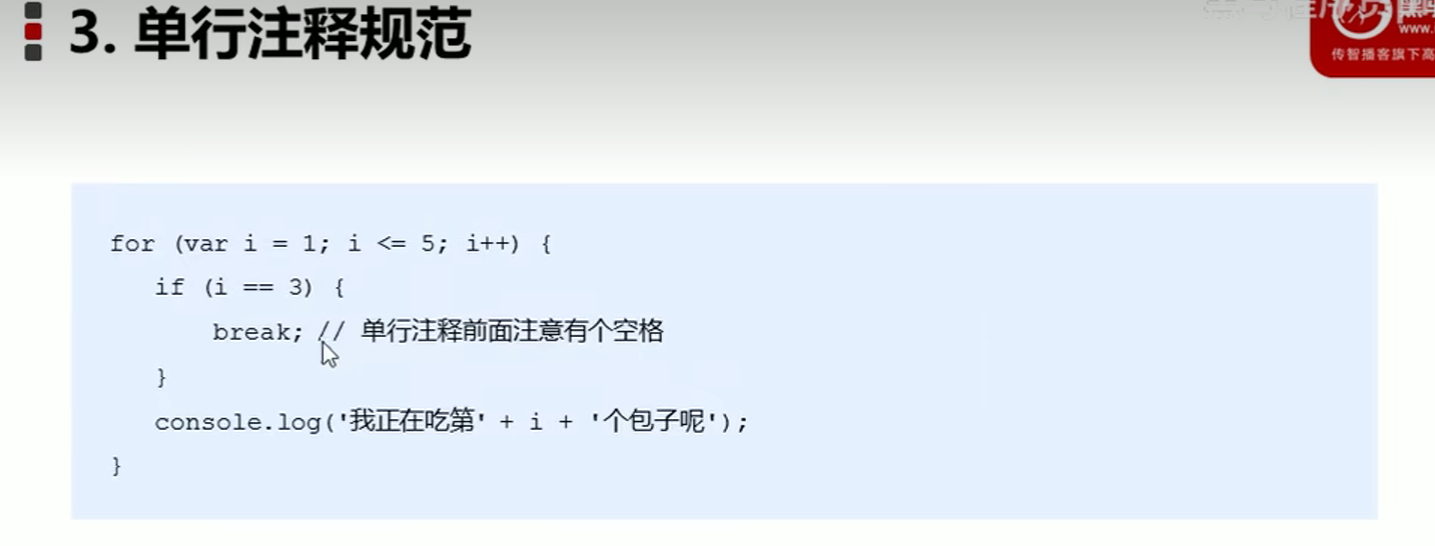 3. 单行注释规范
www.
传智播客旗下高
for (var i = 1; i <= 5; i++) {
if (i == 3) {
break; // 单行注释前面注意有个空格
}
console.log('我正在吃第' + i + '个包子呢');
}